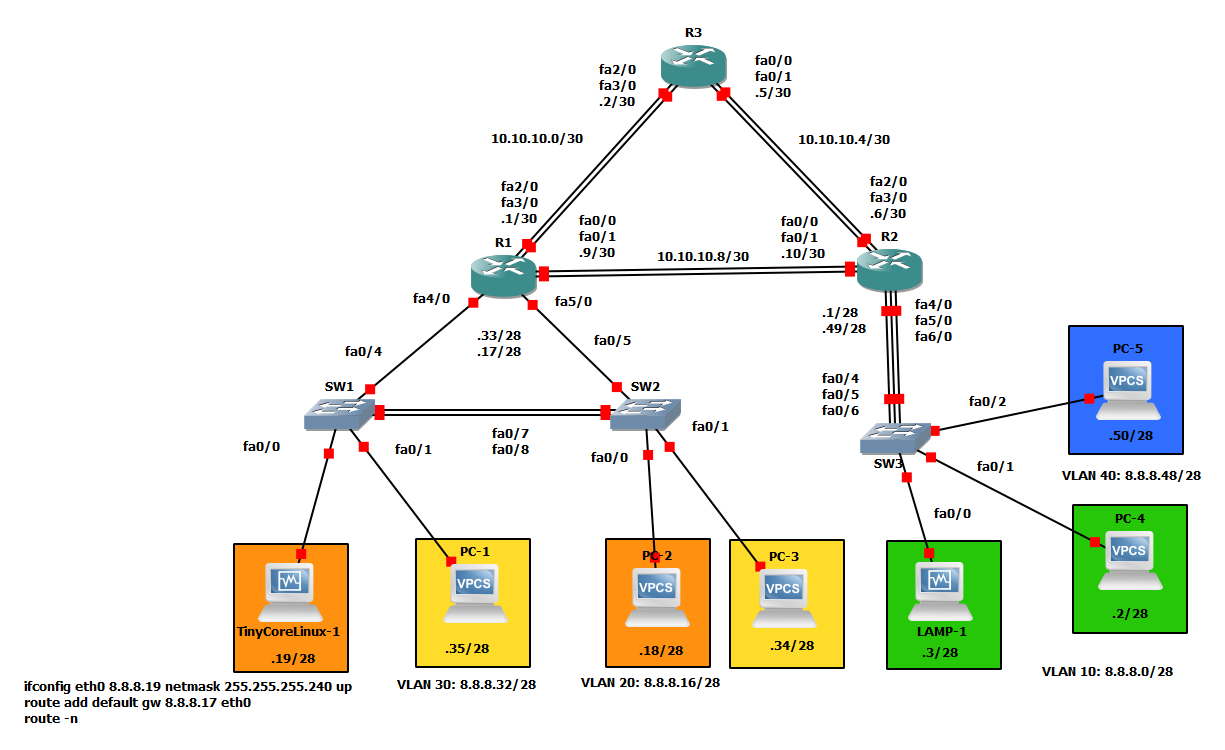 R3
fa2/0
fa3/0
.2/30
fa0/0
fa0/1
.5/30
10.10.10.0/30
10.10.10.4/30
fa2/0
fa3/0
.1/30
fa2/0
fa3/0
.6/30
R1
fa0/0
fa0/1
.9/30
fa0/0
fa0/1
.10/30
R2
10.10.10.8/30
fa4/0
fa5/0
.33/28
.17/28
.1/28
.49/28
fa4/0
fa5/0
fa6/0
fa0/4
fa0/5
SW1
SW2
fa0/4
fa0/5
fa0/6
PC-5
VPCS
.50/28
fa0/2
fa0/7
fa0/8
fa0/0
fa0/1
fa0/0
fa0/1
SW3
fa0/1
VLAN 40: 8.8.8.48/28
fa0/0
PC-4
VPCS
.2/28
TinyCoreLinux-1
.19/28
PC-1
VPCS
.35/28
PC-2
VPCS
.18/28
PC-3
VPCS
.34/28
LAMP-1
.3/28
VLAN 30: 8.8.8.32/28
VLAN 20: 8.8.8.16/28
VLAN 10: 8.8.8.0/28
ifconfig eth0 8.8.8.19 netmask 255.255.255.240 up
route add default gw 8.8.8.17 eth0
route -n